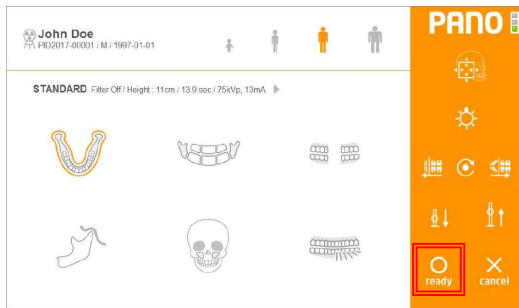 John Doe
PID2017-00001 / M / 1997-01-01
PANO
STANDARD Filter Off / Height : 11cm / 13.9 sec / 75kVp, 13mA
ready
cancel